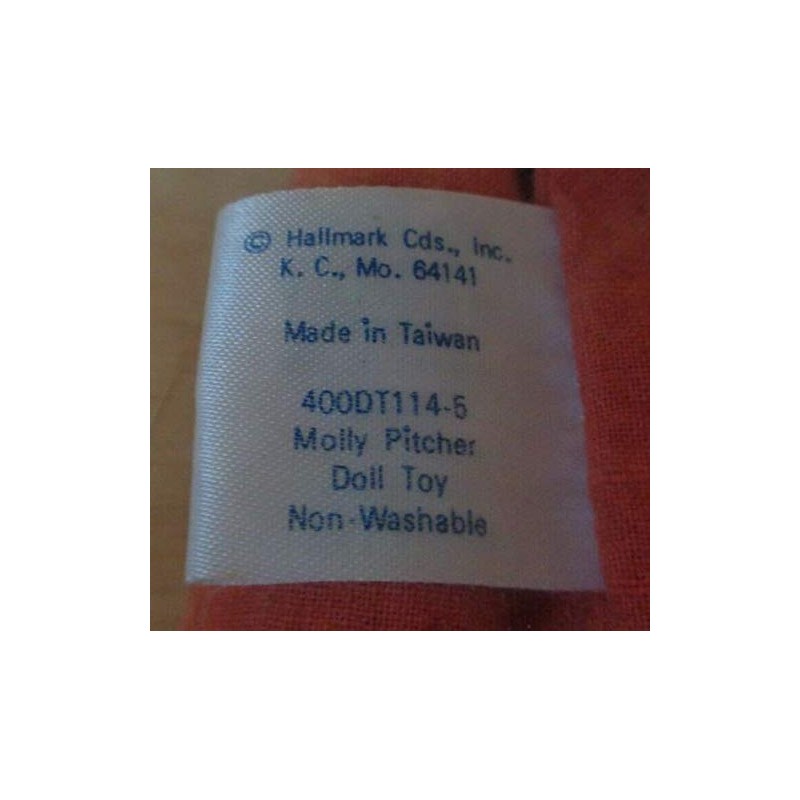 © Hallmark Cds., Inc.
K. C., Mo. 64141
Made in Taiwan
400DT114-5
Molly Pitcher
Doll Toy
Non-Washable